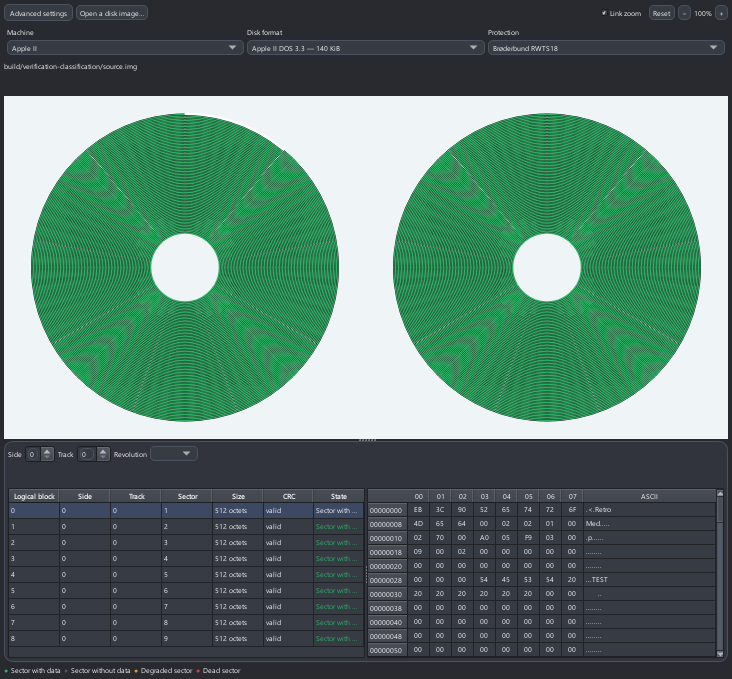 Advanced settings Open a disk image... Link zoom Reset − 100% +
Machine Disk format Protection
Apple II Apple II DOS 3.3 — 140 KiB Brøderbund RWTS18
build/verification-classification/source.img
Side 0 Track 0 Revolution
Logical block Side Track Sector Size CRC State
0 0 0 1 512 octets valid Sector with ...
1 0 0 2 512 octets valid Sector with ...
2 0 0 3 512 octets valid Sector with ...
3 0 0 4 512 octets valid Sector with ...
4 0 0 5 512 octets valid Sector with ...
5 0 0 6 512 octets valid Sector with ...
6 0 0 7 512 octets valid Sector with ...
7 0 0 8 512 octets valid Sector with ...
8 0 0 9 512 octets valid Sector with ...
00 01 02 03 04 05 06 07 ASCII
00000000 EB 3C 90 52 65 74 72 6F .<.Retro
00000008 4D 65 64 00 02 02 01 00 Med.....
00000010 02 70 00 A0 05 F9 03 00 .p......
00000018 09 00 02 00 00 00 00 00 ........
00000020 00 00 00 00 00 00 00 00 ........
00000028 00 00 00 54 45 53 54 20 ...TEST
00000030 20 20 20 20 20 00 00 00 ..
00000038 00 00 00 00 00 00 00 00 ........
00000040 00 00 00 00 00 00 00 00 ........
00000048 00 00 00 00 00 00 00 00 ........
00000050 00 00 00 00 00 00 00 00 ........
Sector with data Sector without data Degraded sector Dead sector